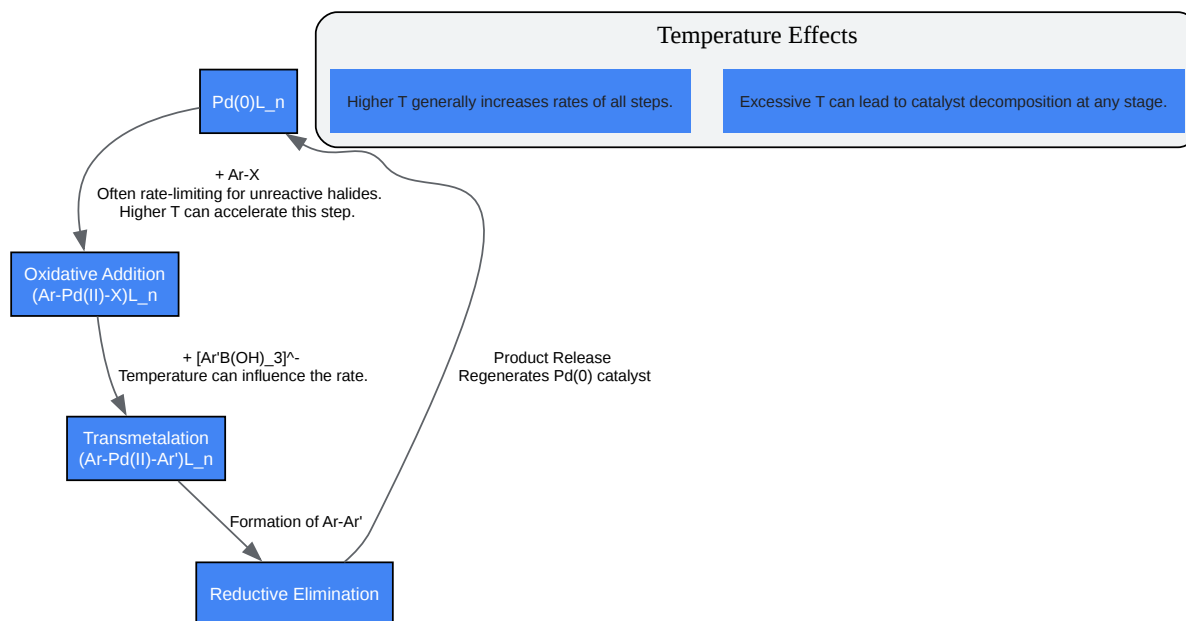 Temperature Effects
Pd(0)L_n
Higher T generally increases rates of all steps.
Excessive T can lead to catalyst decomposition at any stage.
+ Ar-X
Often rate-limiting for unreactive halides.
Higher T can accelerate this step.
Oxidative Addition
(Ar-Pd(II)-X)L_n
+ [Ar'B(OH)_3]^-
Temperature can influence the rate.
Product Release
Regenerates Pd(0) catalyst
Transmetalation
(Ar-Pd(II)-Ar')L_n
Formation of Ar-Ar'
Reductive Elimination